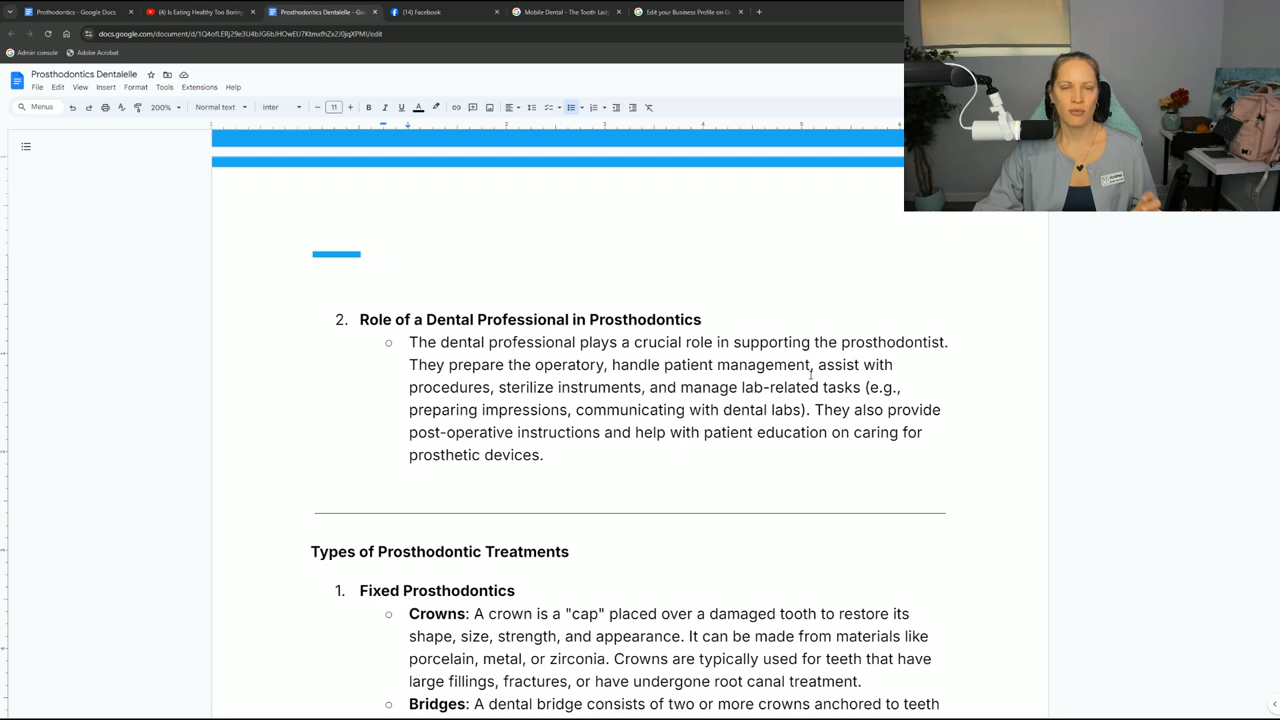 Prothodontics - Google Docs
(4) Is Eating Healthy Too Boring
Prosthodontics Dentalelle - Go
(14) Facebook
Mobile Dental - The Tooth Lady
Edit your Business Profile on G
docs.google.com/document/d/1Q4ofLERj29e3U4bJG6bJHOwEU7KtmxfhZx2J0jqXPMI/edit
Admin console
Adobe Acrobat
Prosthodontics Dentalelle
File Edit View Insert Format Tools Extensions Help
Menus 200% Normal text Inter 11
2. Role of a Dental Professional in Prosthodontics
○ The dental professional plays a crucial role in supporting the prosthodontist.
They prepare the operatory, handle patient management, assist with
procedures, sterilize instruments, and manage lab-related tasks (e.g.,
preparing impressions, communicating with dental labs). They also provide
post-operative instructions and help with patient education on caring for
prosthetic devices.
Types of Prosthodontic Treatments
1. Fixed Prosthodontics
○ Crowns: A crown is a "cap" placed over a damaged tooth to restore its
shape, size, strength, and appearance. It can be made from materials like
porcelain, metal, or zirconia. Crowns are typically used for teeth that have
large fillings, fractures, or have undergone root canal treatment.
○ Bridges: A dental bridge consists of two or more crowns anchored to teeth